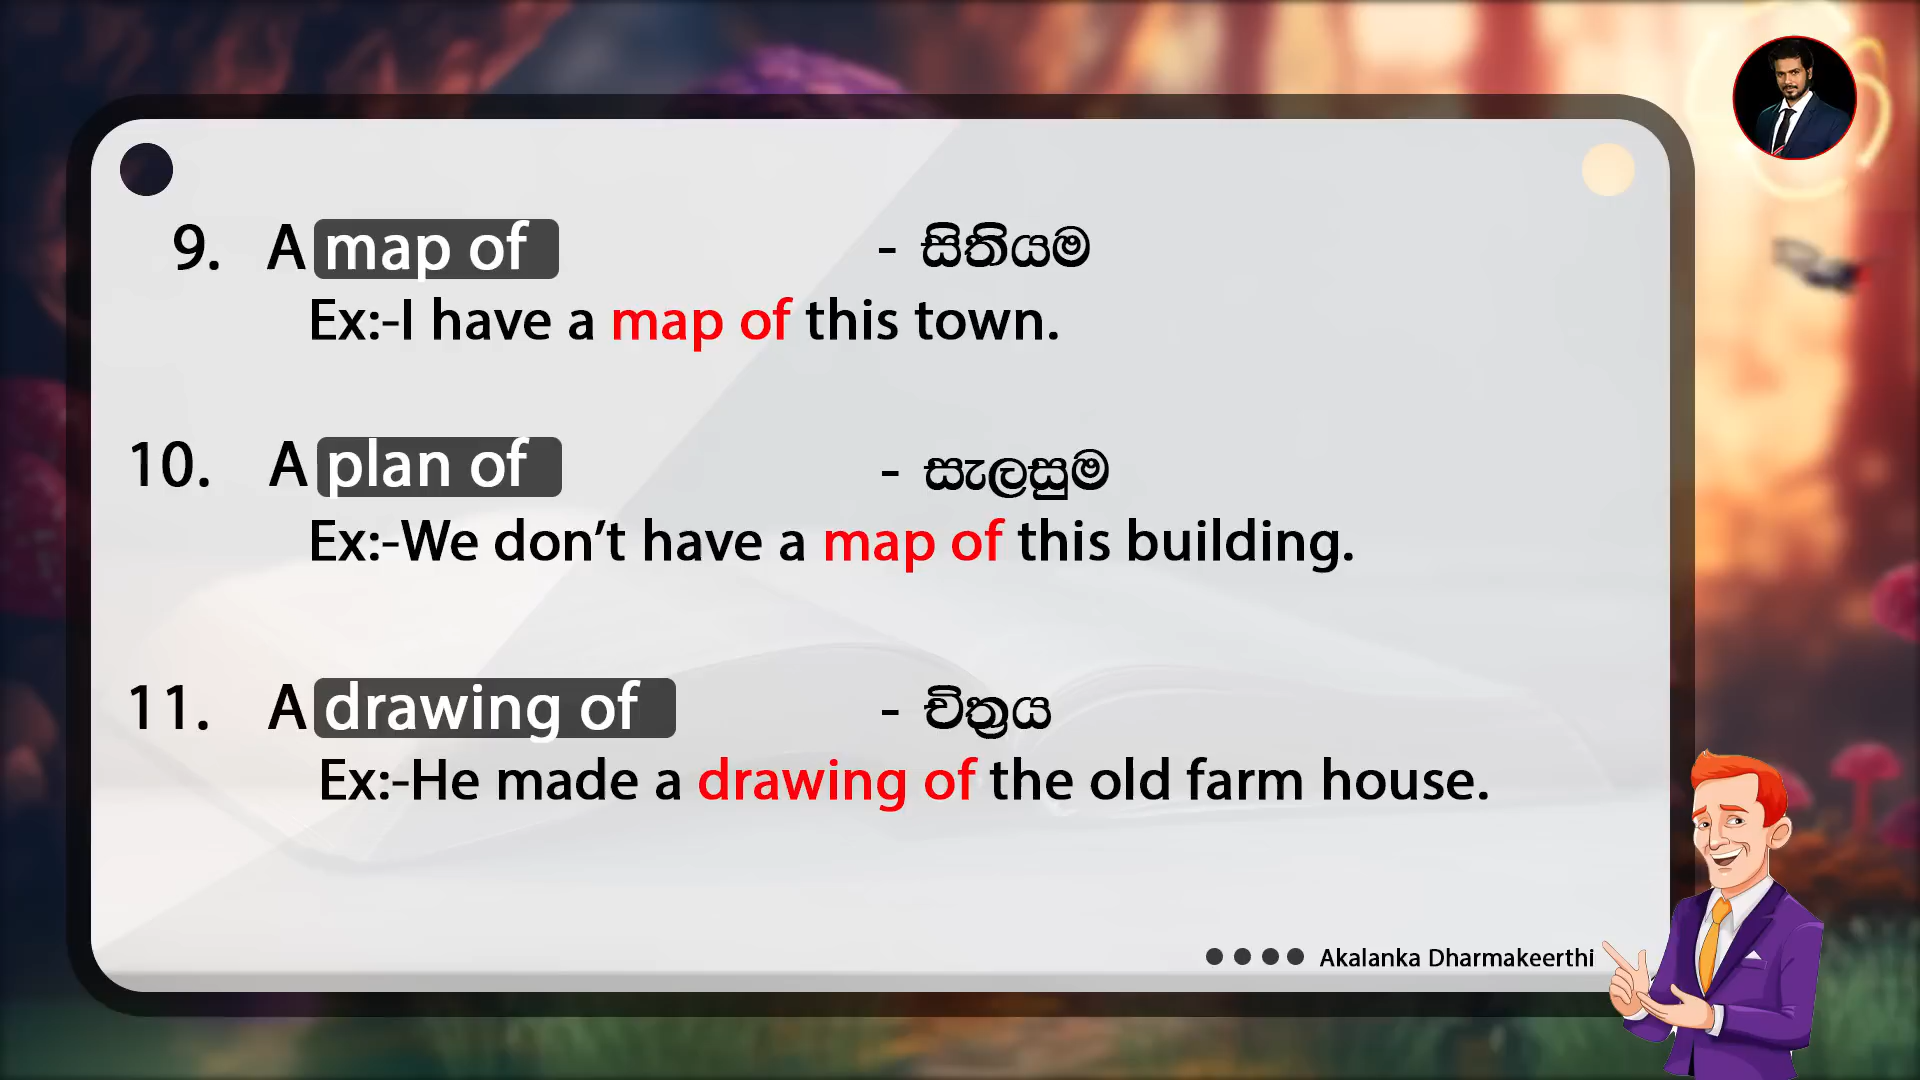 9. A map of - සිතියම
Ex:-I have a map of this town.
10. A plan of - සැලසුම
Ex:-We don’t have a map of this building.
11. A drawing of - චිත්‍රය
Ex:-He made a drawing of the old farm house.
Akalanka Dharmakeerthi